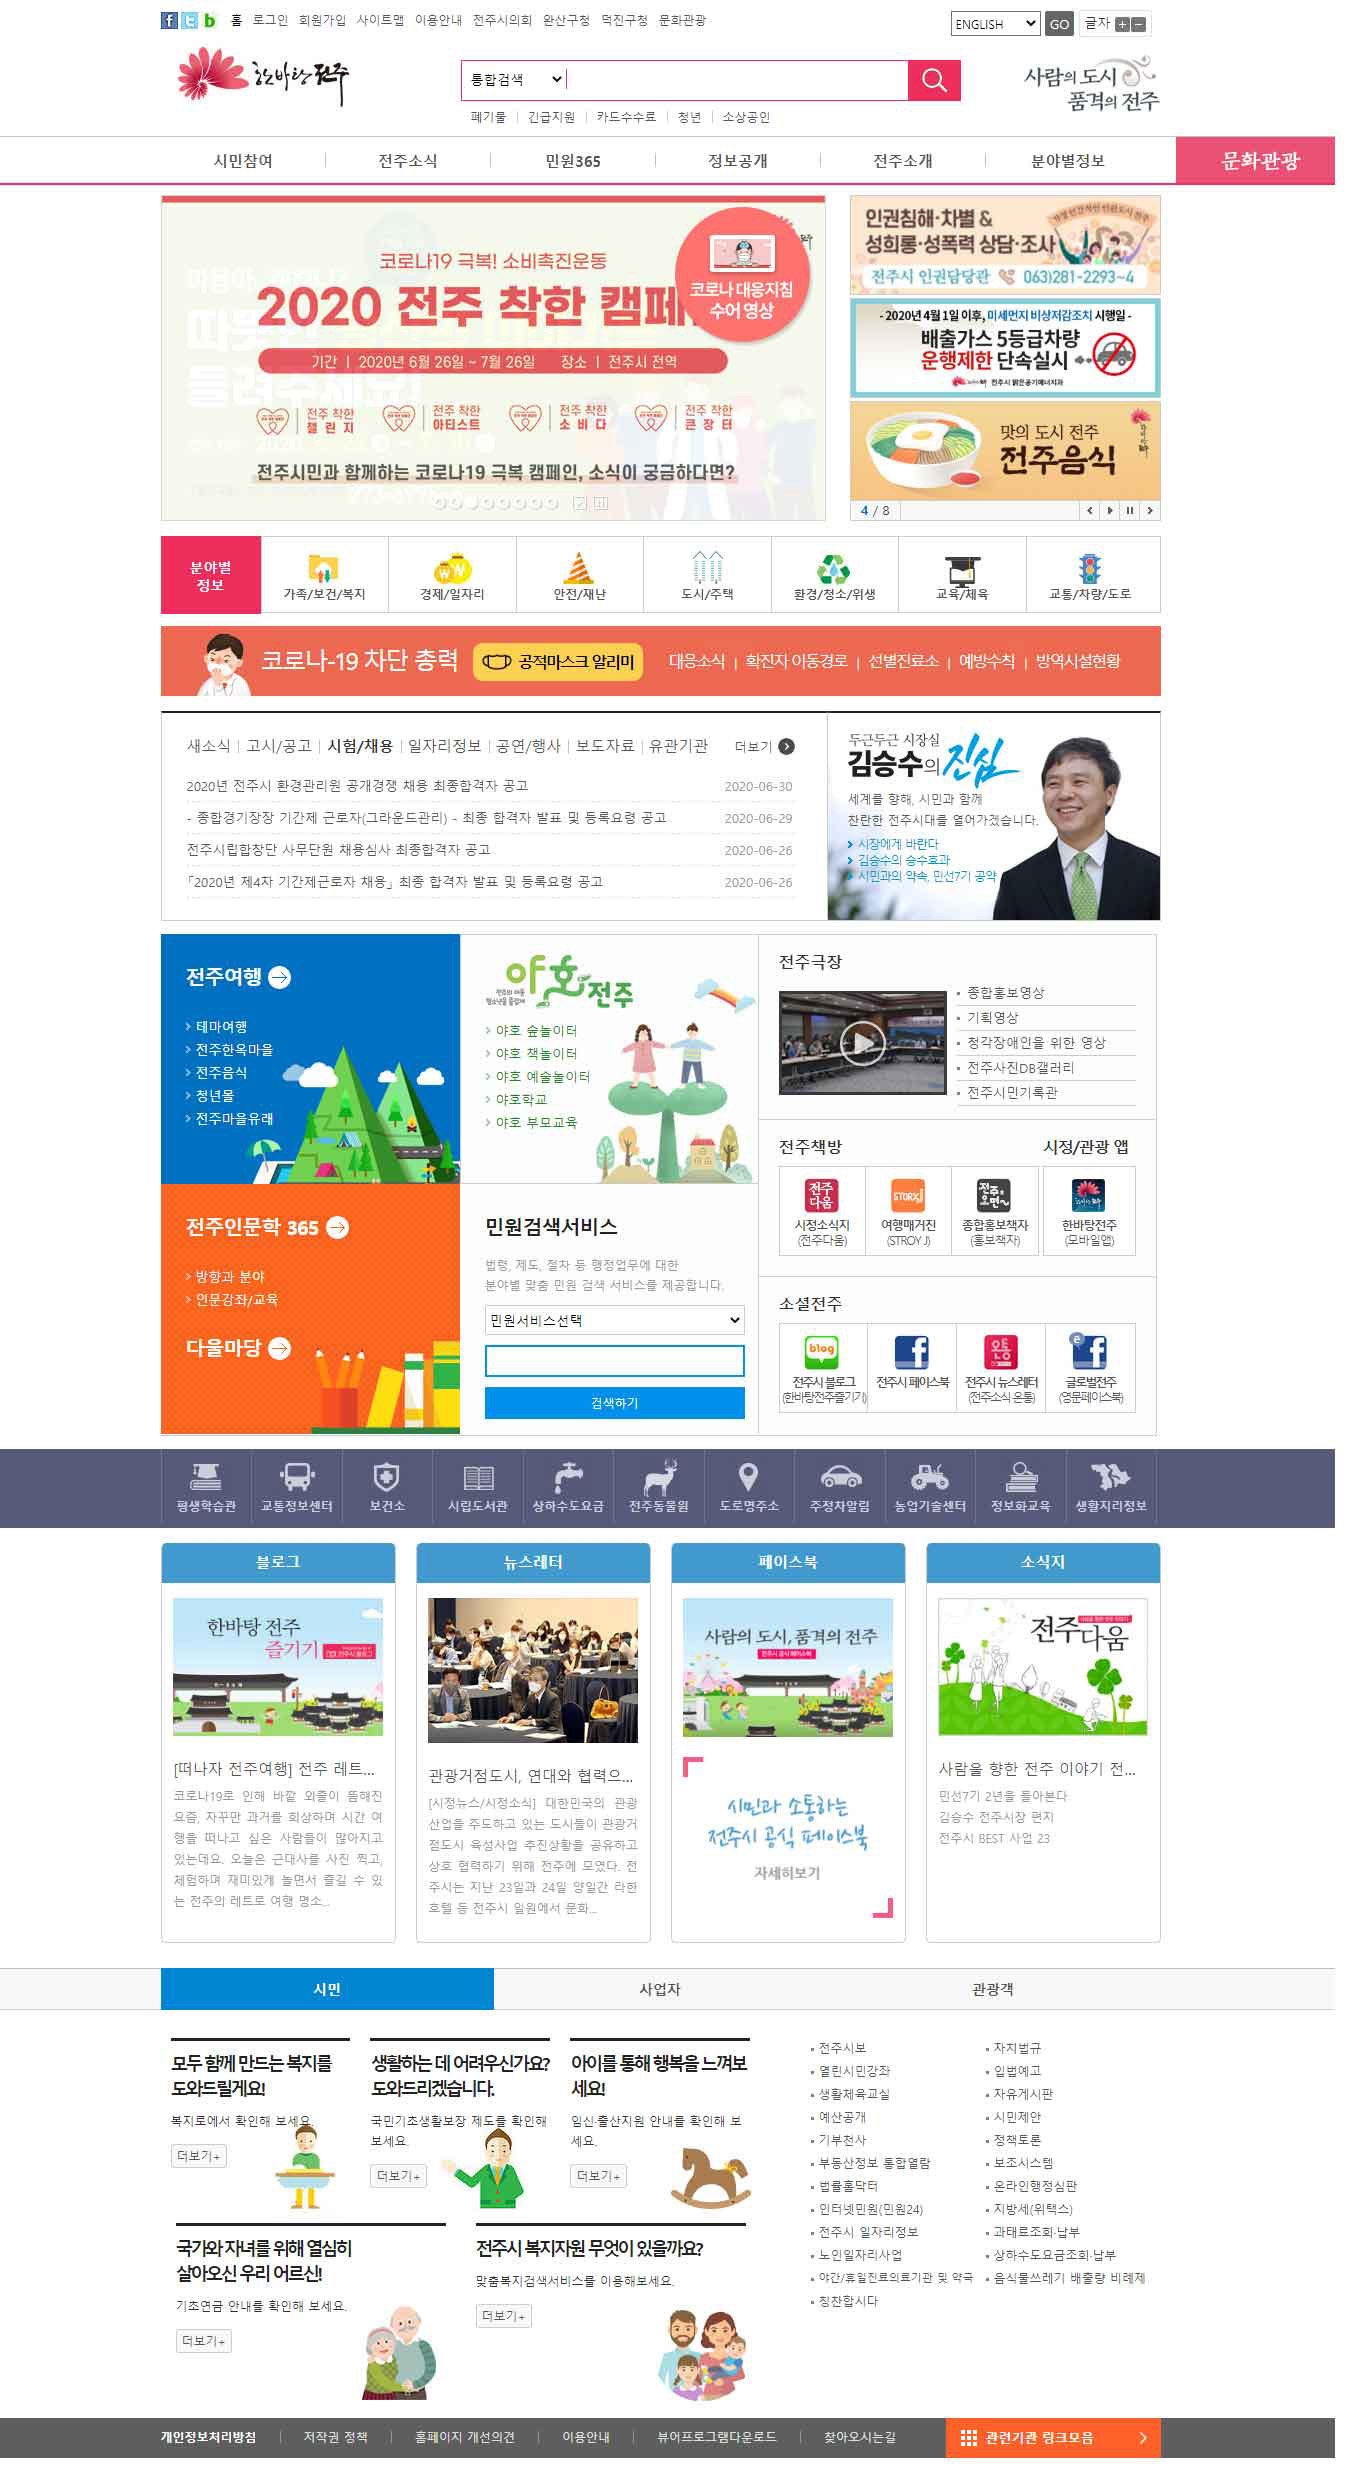 홈 로그인 회원가입 사이트맵 이용안내 전주시의회 완산구청 덕진구청 문화관광
ENGLISH GO 글자
한바탕 전주
통합검색
사람의 도시
품격의 전주
폐기물 긴급지원 카드수수료 청년 소상공인
시민참여 전주소식 민원365 정보공개 전주소개 분야별정보 문화관광
코로나19 극복! 소비촉진운동
2020 전주 착한 캠페
기간 | 2020년 6월 26일 ~ 7월 26일 장소 | 전주시 전역
전주 착한 챌린지
전주 착한 아티스트
전주 착한 소비다
전주 착한 큰장터
전주시민과 함께하는 코로나19 극복 캠페인, 소식이 궁금하다면?
코로나 대응지침
수어 영상
인권침해·차별 &
성희롱·성폭력 상담·조사
전주시 인권담당관 063)281-2293~4
- 2020년 4월 1일 이후, 미세먼지 비상저감조치 시행일 -
배출가스 5등급차량
운행제한 단속실시
전주시 맑은공기에너지과
맛의 도시 전주
전주음식
4 / 8
분야별
정보
가족/보건/복지 경제/일자리 안전/재난 도시/주택 환경/청소/위생 교육/체육 교통/차량/도로
코로나-19 차단 총력 공적마스크 알리미 대응소식 | 확진자 이동경로 | 선별진료소 | 예방수칙 | 방역시설현황
새소식 고시/공고 시험/채용 일자리정보 공연/행사 보도자료 유관기관 더보기
2020년 전주시 환경관리원 공개경쟁 채용 최종합격자 공고 2020-06-30
- 종합경기장장 기간제 근로자(그라운드관리) - 최종 합격자 발표 및 등록요령 공고 2020-06-29
전주시립합창단 사무단원 채용심사 최종합격자 공고 2020-06-26
「2020년 제4차 기간제근로자 채용」 최종 합격자 발표 및 등록요령 공고 2020-06-26
두근두근 시장실
김승수의 진심
세계를 향해, 시민과 함께
찬란한 전주시대를 열어가겠습니다.
시장에게 바란다
김승수의 승수효과
시민과의 약속, 민선7기 공약
전주여행
테마여행
전주한옥마을
전주음식
청년몰
전주마을유래
전주의 아동
청소년을 즐겁게
야호 전주
야호 숲놀이터
야호 책놀이터
야호 예술놀이터
야호학교
야호 부모교육
전주극장
종합홍보영상
기획영상
청각장애인을 위한 영상
전주사진DB갤러리
전주시민기록관
전주책방 시정/관광 앱
시정소식지 여행매거진 종합홍보책자 한바탕전주
(전주다움) (STROY J) (홍보책자) (모바일앱)
전주인문학 365
방향과 분야
인문강좌/교육
다울마당
민원검색서비스
법령, 제도, 절차 등 행정업무에 대한
분야별 맞춤 민원 검색 서비스를 제공합니다.
민원서비스선택
검색하기
소셜전주
blog
전주시 블로그 전주시 페이스북 전주시 뉴스레터 글로벌전주
(한바탕전주즐기기) (전주소식 온통) (영문페이스북)
평생학습관 교통정보센터 보건소 시립도서관 상하수도요금 전주동물원 도로명주소 주정차알림 농업기술센터 정보화교육 생활지리정보
블로그 뉴스레터 페이스북 소식지
한바탕 전주
즐기기
사람의 도시, 품격의 전주
전주시 공식 페이스북
전주다움
[떠나자 전주여행] 전주 레트...
코로나19로 인해 바깥 외출이 뜸해진
요즘, 자꾸만 과거를 회상하며 시간 여
행을 떠나고 싶은 사람들이 많아지고
있는데요. 오늘은 근대사를 사진 찍고,
체험하며 재미있게 놀면서 즐길 수 있
는 전주의 레트로 여행 명소...
관광거점도시, 연대와 협력으...
[시정뉴스/시정소식] 대한민국의 관광
산업을 주도하고 있는 도시들이 관광거
점도시 육성사업 추진상황을 공유하고
상호 협력하기 위해 전주에 모였다. 전
주시는 지난 23일과 24일 양일간 라한
호텔 등 전주시 일원에서 문화...
시민과 소통하는
전주시 공식 페이스북
자세히보기
사람을 향한 전주 이야기 전...
민선7기 2년을 돌아본다
김승수 전주시장 편지
전주시 BEST 사업 23
시민 사업자 관광객
모두 함께 만드는 복지를
도와드릴게요!
복지로에서 확인해 보세요.
더보기+
생활하는 데 어려우신가요?
도와드리겠습니다.
국민기초생활보장 제도를 확인해
보세요.
더보기+
아이를 통해 행복을 느껴보
세요!
임신·출산지원 안내를 확인해 보
세요.
더보기+
국가와 자녀를 위해 열심히
살아오신 우리 어르신!
기초연금 안내를 확인해 보세요.
더보기+
전주시 복지자원 무엇이 있을까요?
맞춤복지검색서비스를 이용해보세요.
더보기+
전주시보
열린시민강좌
생활체육교실
예산공개
기부천사
부동산정보 통합열람
법률홈닥터
인터넷민원(민원24)
전주시 일자리정보
노인일자리사업
야간/휴일진료의료기관 및 약국
칭찬합시다
자치법규
입법예고
자유게시판
시민제안
정책토론
보조시스템
온라인행정심판
지방세(위택스)
과태료조회·납부
상하수도요금조회·납부
음식물쓰레기 배출량 비례제
개인정보처리방침 저작권 정책 홈페이지 개선의견 이용안내 뷰어프로그램다운로드 찾아오시는길 관련기관 링크모음